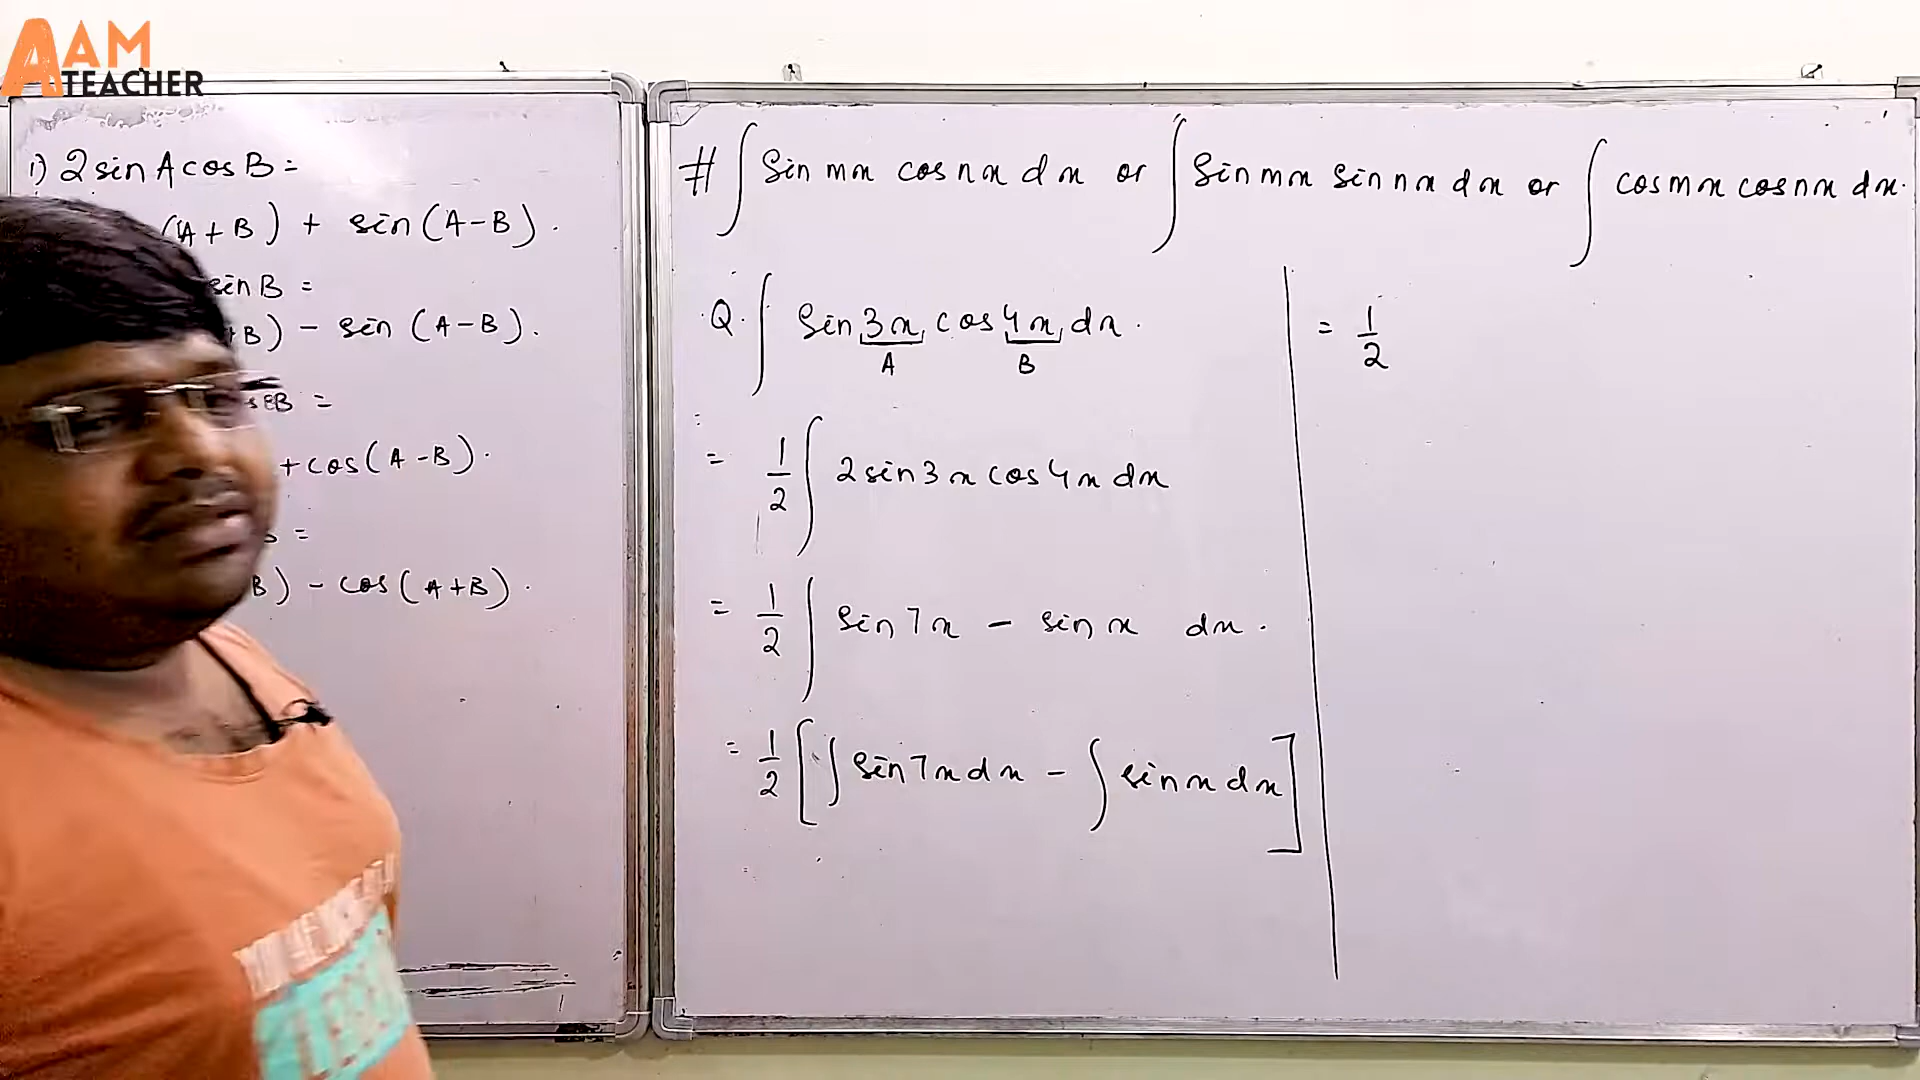 AAM
TEACHER
1) 2 sin A cos B =
(A + B) + sin (A - B).
sin B =
+B) - sin (A - B).
=
+ cos (A - B).
=
B) - cos (A + B).
# ∫ sin mx cos nx dx or ∫ sin mx sin nx dx or ∫ cos mx cos nx dx.
Q. ∫ sin 3x cos 4x dx.
A B
= 1/2 ∫ 2 sin 3x cos 4x dx
= 1/2 ∫ sin 7x - sin x dx.
= 1/2 [ ∫ sin 7x dx - ∫ sin x dx ]
= 1/2